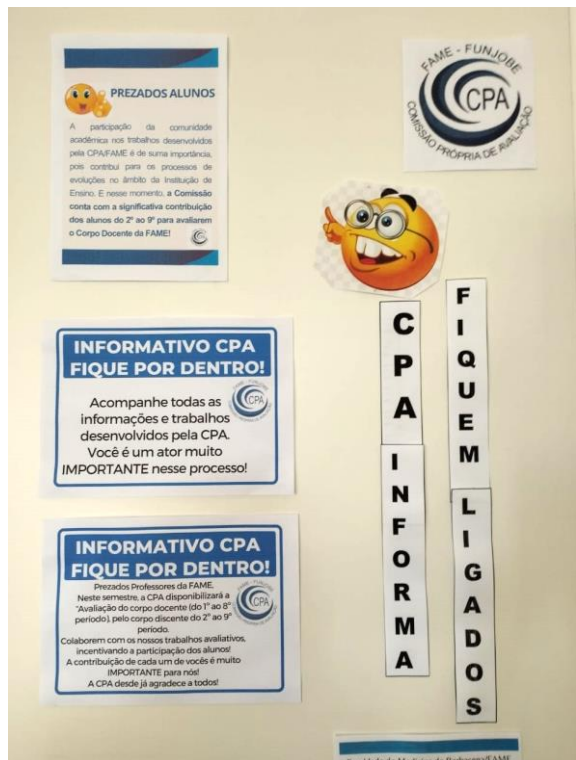 PREZADOS ALUNOS
A participação da comunidade
acadêmica nos trabalhos desenvolvidos
pela CPA/FAME é de suma importância,
pois contribui para os processos de
evoluções no âmbito da Instituição de
Ensino. E nesse momento, a Comissão
conta com a significativa contribuição
dos alunos do 2º ao 9º para avaliarem
o Corpo Docente da FAME!
FAME - FUNJOBE
CPA
COMISSÃO PRÓPRIA DE AVALIAÇÃO
CPA INFORMA
FIQUEM LIGADOS
INFORMATIVO CPA
FIQUE POR DENTRO!
Acompanhe todas as
informações e trabalhos
desenvolvidos pela CPA.
Você é um ator muito
IMPORTANTE nesse processo!
CPA
INFORMATIVO CPA
FIQUE POR DENTRO!
Prezados Professores da FAME,
Neste semestre, a CPA disponibilizará a
"Avaliação do corpo docente (do 1º ao 8º
período), pelo corpo discente do 2º ao 9º
período.
Colaborem com os nossos trabalhos avaliativos,
incentivando a participação dos alunos!
A contribuição de cada um de vocês é muito
IMPORTANTE para nós!
A CPA desde já agradece a todos!
CPA